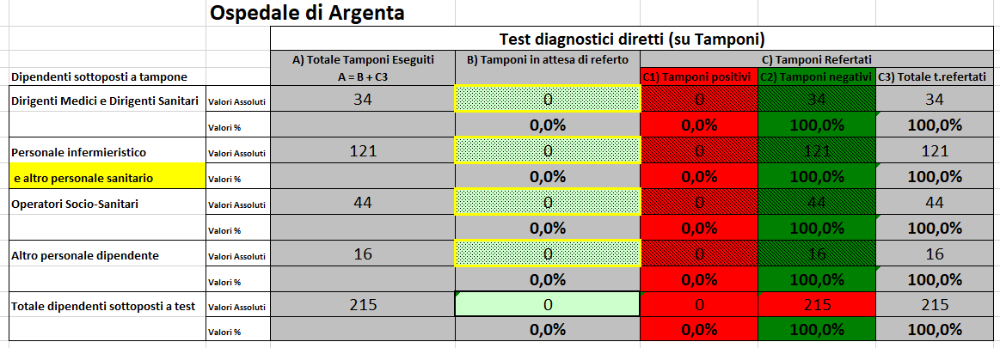 Ospedale di Argenta
Test diagnostici diretti (su Tamponi)
A) Totale Tamponi Eseguiti B) Tamponi in attesa di referto C) Tamponi Refertati
Dipendenti sottoposti a tampone A = B + C3 C1) Tamponi positivi C2) Tamponi negativi C3) Totale t.refertati
Dirigenti Medici e Dirigenti Sanitari Valori Assoluti 34 0 0 34 34
Valori % 0,0% 0,0% 100,0% 100,0%
Personale infermieristico Valori Assoluti 121 0 0 121 121
e altro personale sanitario Valori % 0,0% 0,0% 100,0% 100,0%
Operatori Socio-Sanitari Valori Assoluti 44 0 0 44 44
Valori % 0,0% 0,0% 100,0% 100,0%
Altro personale dipendente Valori Assoluti 16 0 0 16 16
Valori % 0,0% 0,0% 100,0% 100,0%
Totale dipendenti sottoposti a test Valori Assoluti 215 0 0 215 215
Valori % 0,0% 0,0% 100,0% 100,0%